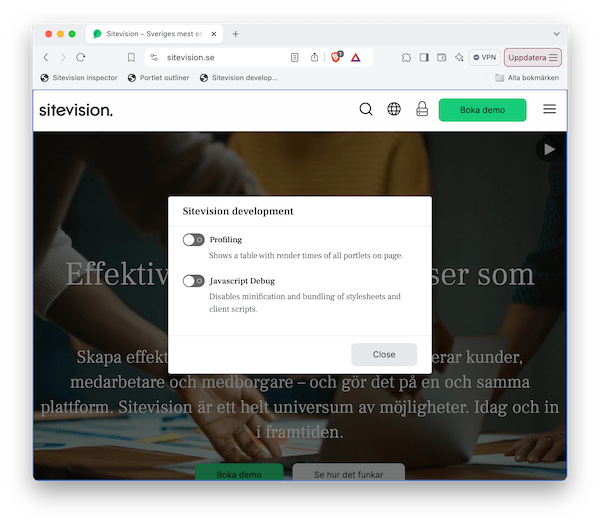 Sitevision – Sveriges mest en
sitevision.se
1
VPN
Uppdatera
Sitevision inspector
Portlet outliner
Sitevision develop...
Alla bokmärken
sitevision.
Boka demo
Sitevision development
Profiling
Shows a table with render times of all portlets on page.
Javascript Debug
Disables minification and bundling of stylesheets and
client scripts.
Close
Effektiv
ser som
Skapa effekt
erar kunder,
medarbetare och medborgare – och gör det på en och samma
plattform. Sitevision är ett helt universum av möjligheter. Idag och in
i framtiden.
Boka demo
Se hur det funkar